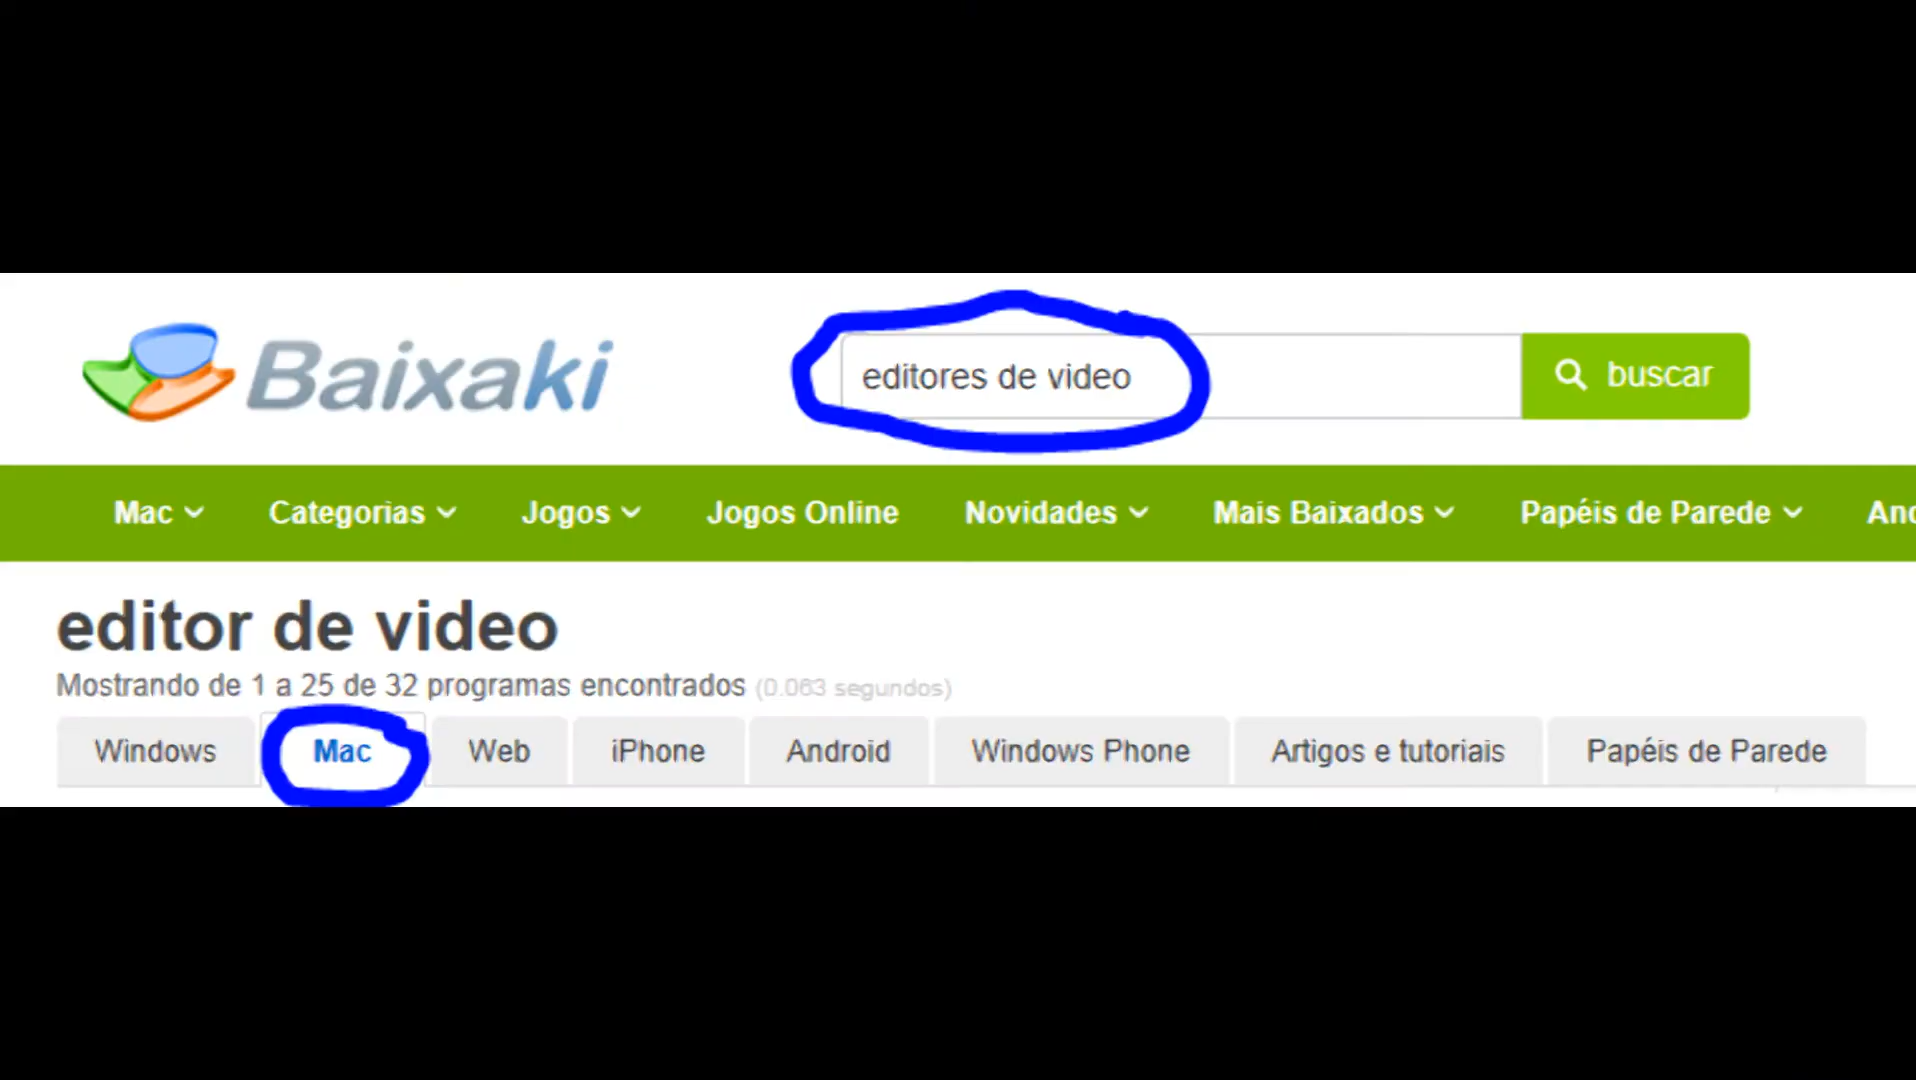 Baixaki
editores de video
buscar
Mac Categorias Jogos Jogos Online Novidades Mais Baixados Papéis de Parede
editor de video
Mostrando de 1 a 25 de 32 programas encontrados (0.063 segundos)
Windows Mac Web iPhone Android Windows Phone Artigos e tutoriais Papéis de Parede